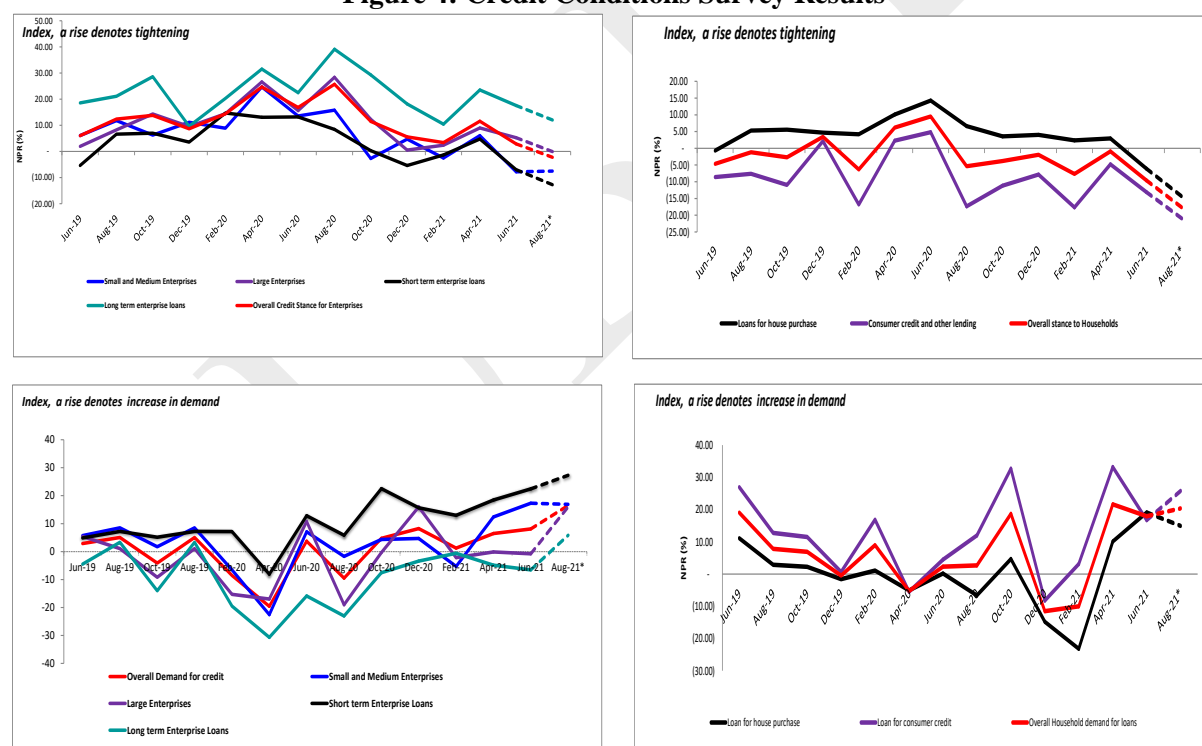 Figure 4: Credit Conditions Survey Results
Index, a rise denotes tightening
NPR (%)
50.00
40.00
30.00
20.00
10.00
-
(10.00)
(20.00)
Jun-19 Aug-19 Oct-19 Dec-19 Feb-20 Apr-20 Jun-20 Aug-20 Oct-20 Dec-20 Feb-21 Apr-21 Jun-21 Aug-21*
Small and Medium Enterprises Large Enterprises Short term enterprise loans
Long term enterprise loans Overall Credit Stance for Enterprises
Index, a rise denotes tightening
NPR (%)
20.00
15.00
10.00
5.00
-
(5.00)
(10.00)
(15.00)
(20.00)
(25.00)
Jun-19 Aug-19 Oct-19 Dec-19 Feb-20 Apr-20 Jun-20 Aug-20 Oct-20 Dec-20 Feb-21 Apr-21 Jun-21 Aug-21*
Loans for house purchase Consumer credit and other lending Overall stance to Households
Index, a rise denotes increase in demand
40
30
20
10
0
-10
-20
-30
-40
Jun-19 Aug-19 Oct-19 Aug-19 Feb-20 Apr-20 Jun-20 Aug-20 Oct-20 Dec-20 Feb-21 Apr-21 Jun-21 Aug-21*
Overall Demand for credit Small and Medium Enterprises
Large Enterprises Short term Enterprise Loans
Long term Enterprise Loans
Index, a rise denotes increase in demand
NPR (%)
40.00
30.00
20.00
10.00
-
(10.00)
(20.00)
(30.00)
Jun-19 Aug-19 Oct-19 Dec-19 Feb-20 Apr-20 Jun-20 Aug-20 Oct-20 Dec-20 Feb-21 Apr-21 Jun-21 Aug-21*
Loan for house purchase Loan for consumer credit Overall Household demand for loans